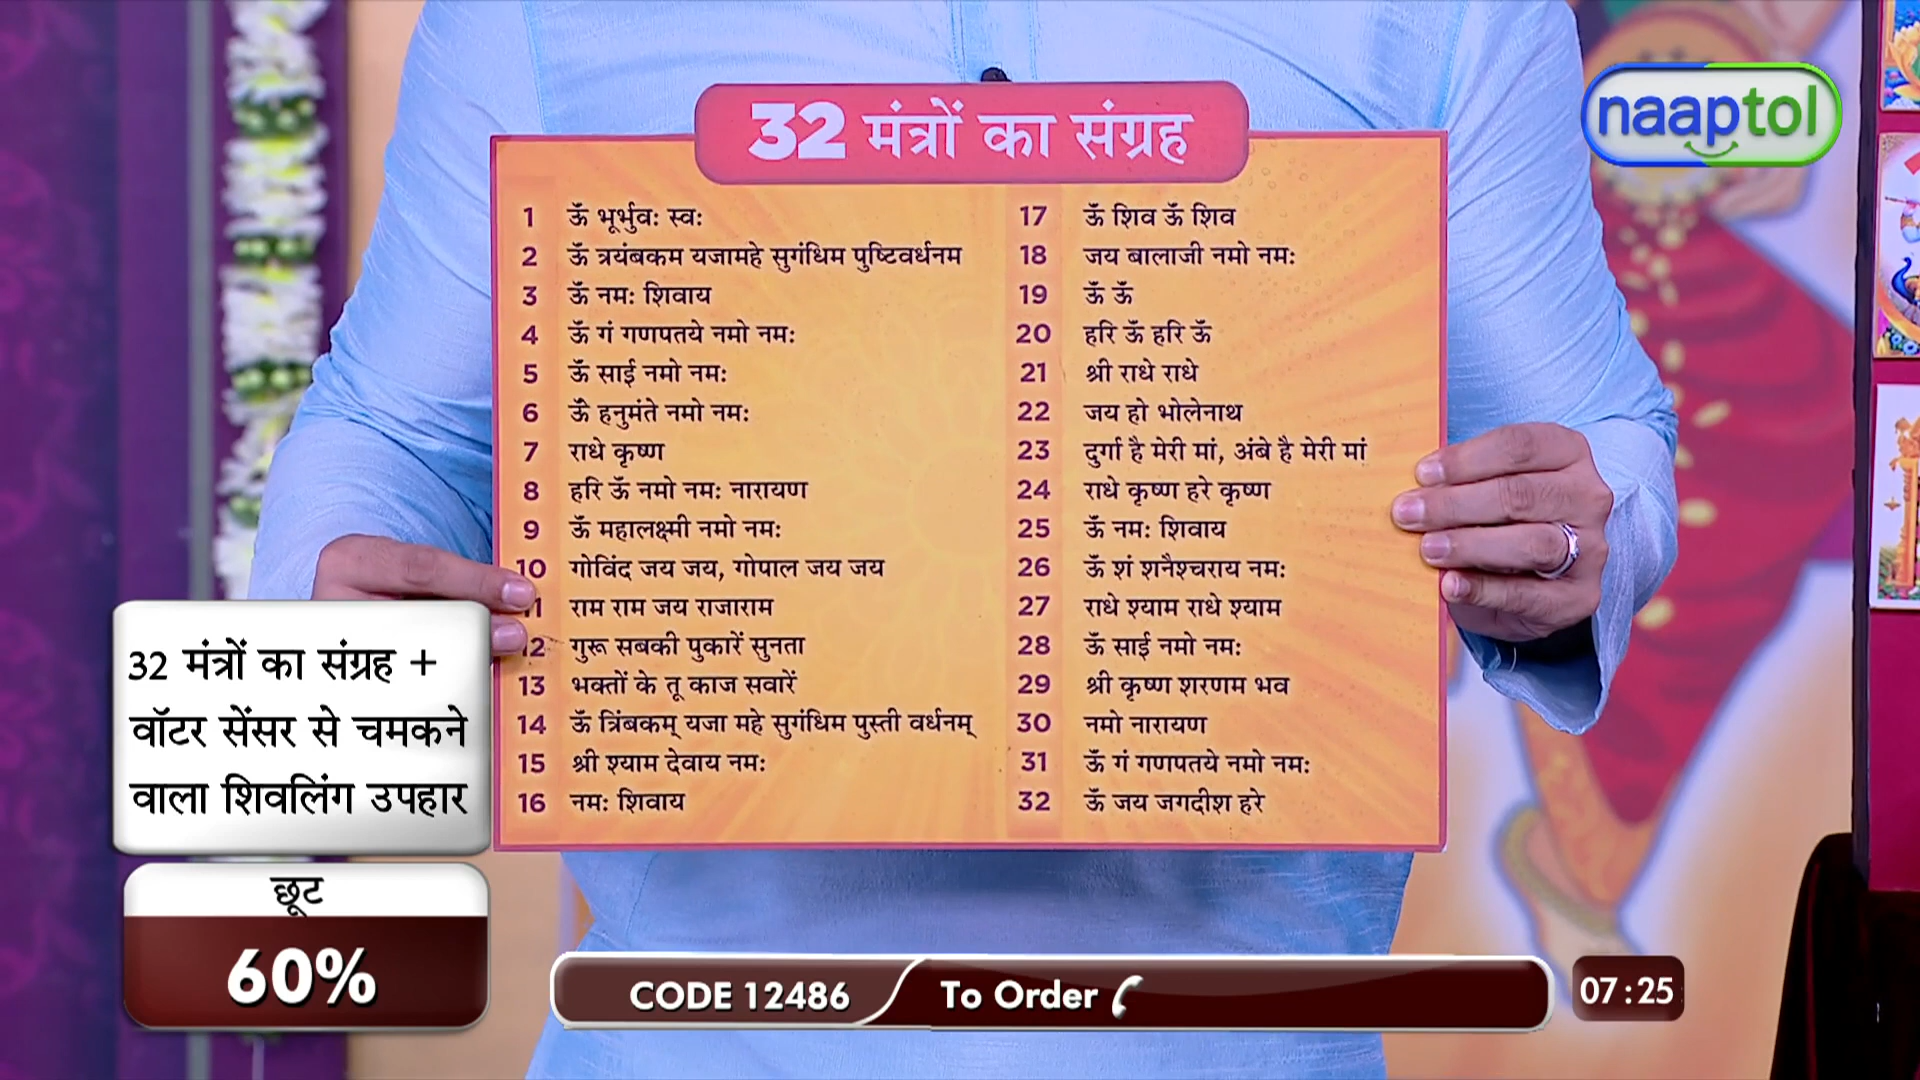 naaptol
32 मंत्रों का संग्रह
1 ॐ भूर्भुवः स्वः
2 ॐ त्रयंबकम यजामहे सुगंधिम पुष्टिवर्धनम
3 ॐ नमः शिवाय
4 ॐ गं गणपतये नमो नमः
5 ॐ साई नमो नमः
6 ॐ हनुमंते नमो नमः
7 राधे कृष्ण
8 हरि ॐ नमो नमः नारायण
9 ॐ महालक्ष्मी नमो नमः
10 गोविंद जय जय, गोपाल जय जय
11 राम राम जय राजाराम
12 गुरू सबकी पुकारें सुनता
13 भक्तों के तू काज सवारें
14 ॐ त्रिंबकम् यजा महे सुगंधिम पुस्ती वर्धनम्
15 श्री श्याम देवाय नमः
16 नमः शिवाय
17 ॐ शिव ॐ शिव
18 जय बालाजी नमो नमः
19 ॐ ॐ
20 हरि ॐ हरि ॐ
21 श्री राधे राधे
22 जय हो भोलेनाथ
23 दुर्गा है मेरी मां, अंबे है मेरी मां
24 राधे कृष्ण हरे कृष्ण
25 ॐ नमः शिवाय
26 ॐ शं शनैश्चराय नमः
27 राधे श्याम राधे श्याम
28 ॐ साई नमो नमः
29 श्री कृष्ण शरणम भव
30 नमो नारायण
31 ॐ गं गणपतये नमो नमः
32 ॐ जय जगदीश हरे
32 मंत्रों का संग्रह +
वॉटर सेंसर से चमकने
वाला शिवलिंग उपहार
छूट
60%
CODE 12486 To Order
07:25